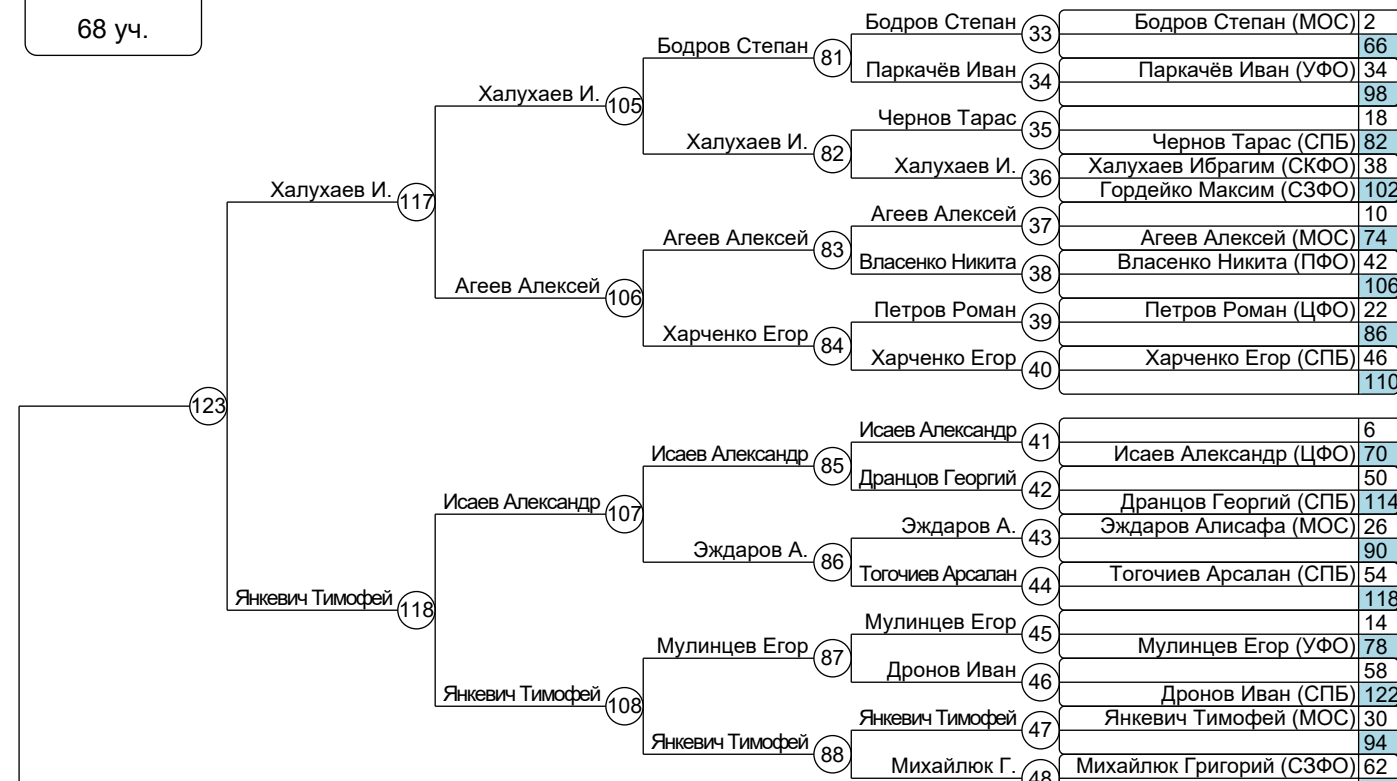 68 уч.
Бодров Степан 33 Бодров Степан (МОС) 2
66
Бодров Степан 81
Паркачёв Иван 34 Паркачёв Иван (УФО) 34
98
Халухаев И. 105
Чернов Тарас 35 18
Чернов Тарас (СПБ) 82
Халухаев И. 82
Халухаев И. 36 Халухаев Ибрагим (СКФО) 38
Гордейко Максим (СЗФО) 102
Халухаев И. 117
Агеев Алексей 37 10
Агеев Алексей (МОС) 74
Агеев Алексей 83
Власенко Никита 38 Власенко Никита (ПФО) 42
106
Агеев Алексей 106
Петров Роман 39 Петров Роман (ЦФО) 22
86
Харченко Егор 84
Харченко Егор 40 Харченко Егор (СПБ) 46
110
123
Исаев Александр 41 6
Исаев Александр (ЦФО) 70
Исаев Александр 85
Дранцов Георгий 42 50
Дранцов Георгий (СПБ) 114
Исаев Александр 107
Эждаров А. 43 Эждаров Алисафа (МОС) 26
90
Эждаров А. 86
Тогочиев Арсалан 44 Тогочиев Арсалан (СПБ) 54
118
Янкевич Тимофей 118
Мулинцев Егор 45 14
Мулинцев Егор (УФО) 78
Мулинцев Егор 87
Дронов Иван 46 58
Дронов Иван (СПБ) 122
Янкевич Тимофей 108
Янкевич Тимофей 47 Янкевич Тимофей (МОС) 30
94
Янкевич Тимофей 88
Михайлюк Г. 48 Михайлюк Григорий (СЗФО) 62